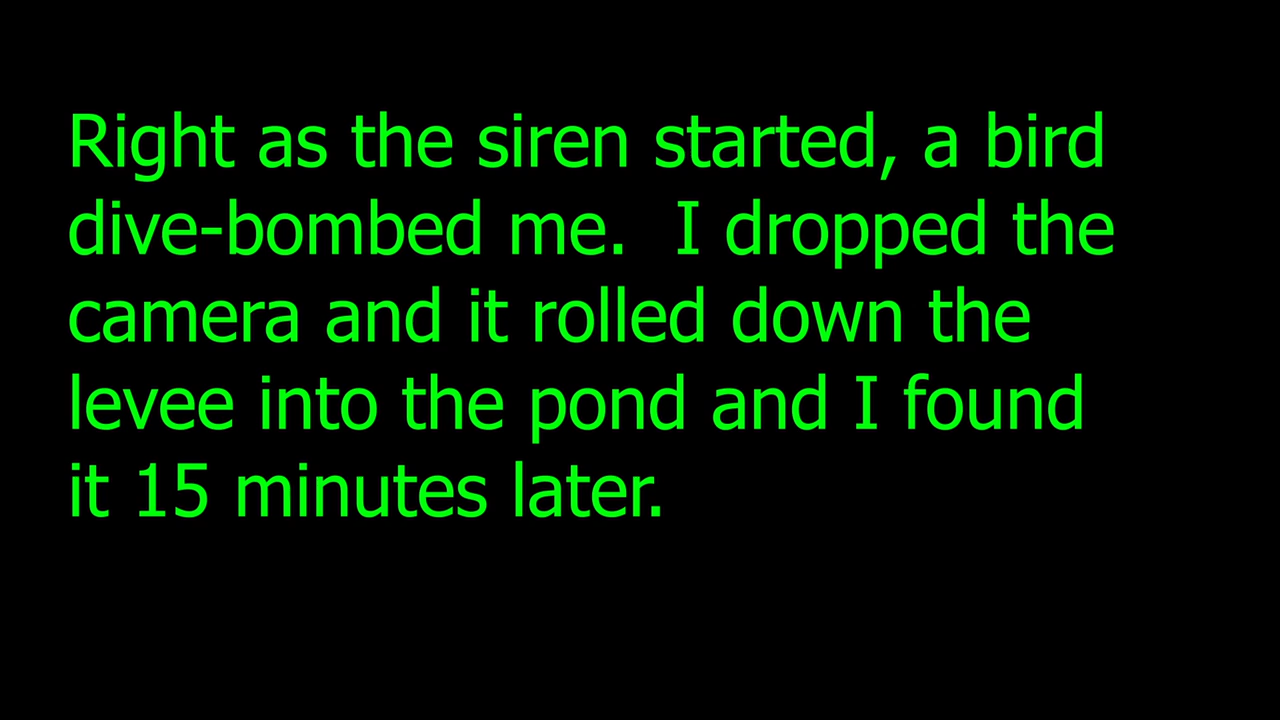 Right as the siren started, a bird
dive-bombed me.  I dropped the
camera and it rolled down the
levee into the pond and I found
it 15 minutes later.